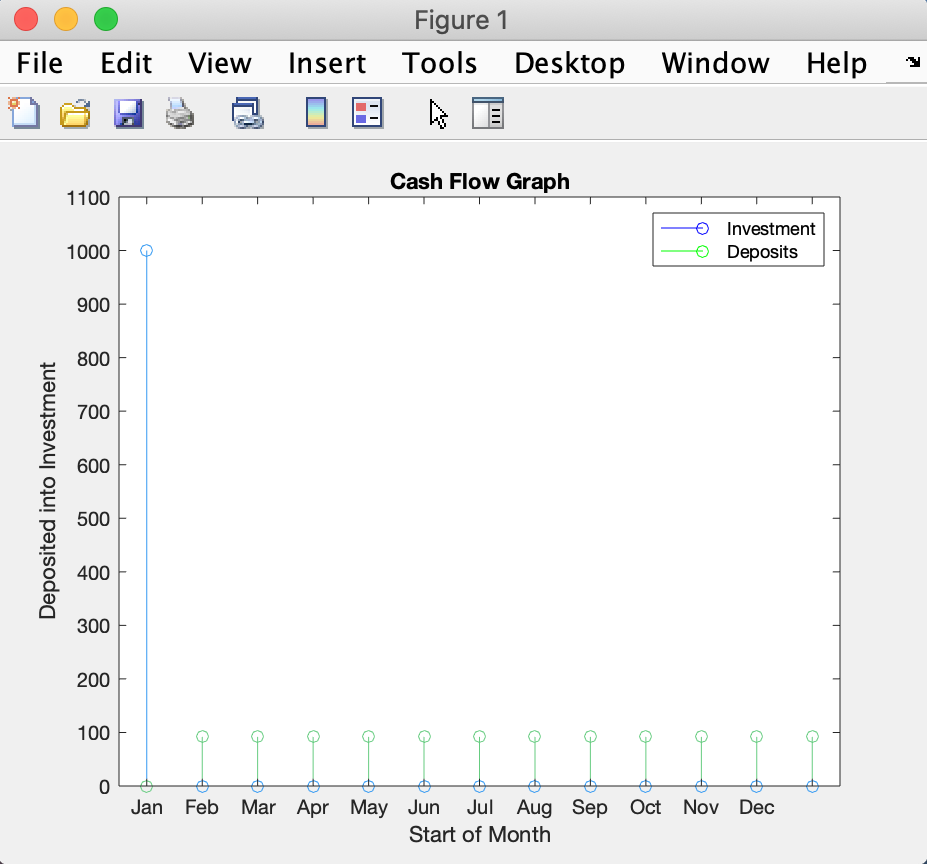 Figure 1
File Edit View Insert Tools Desktop Window Help
Cash Flow Graph
Investment
Deposits
1100
1000
900
800
700
600
500
400
300
200
100
0
Deposited into Investment
Jan Feb Mar Apr May Jun Jul Aug Sep Oct Nov Dec
Start of Month